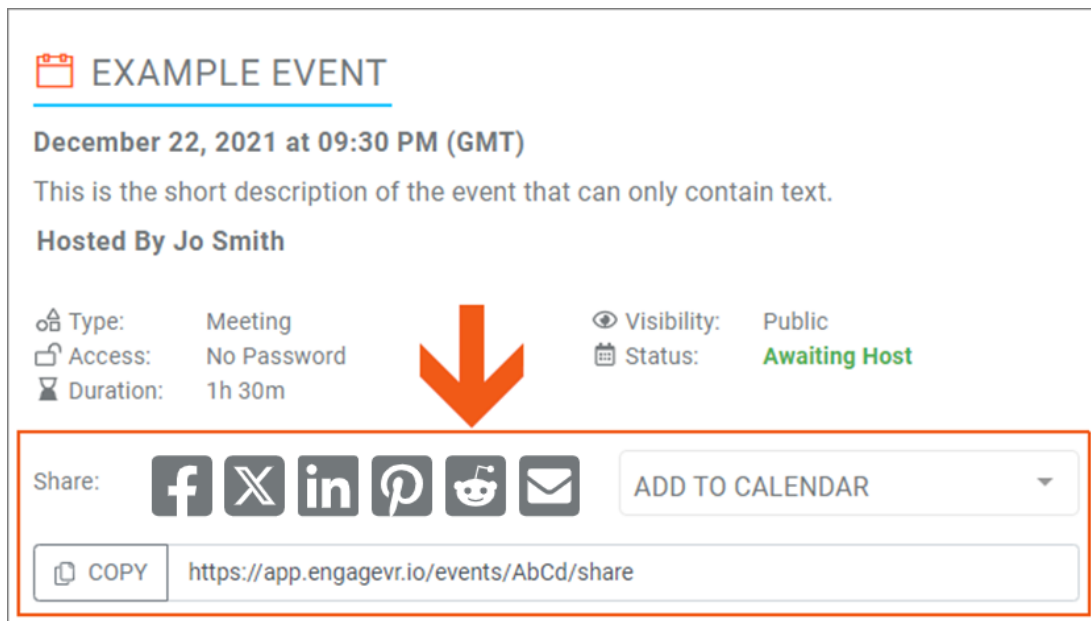 EXAMPLE EVENT
December 22, 2021 at 09:30 PM (GMT)
This is the short description of the event that can only contain text.
Hosted By Jo Smith
Type: Meeting Visibility: Public
Access: No Password Status: Awaiting Host
Duration: 1h 30m
Share: ADD TO CALENDAR
COPY https://app.engagevr.io/events/AbCd/share